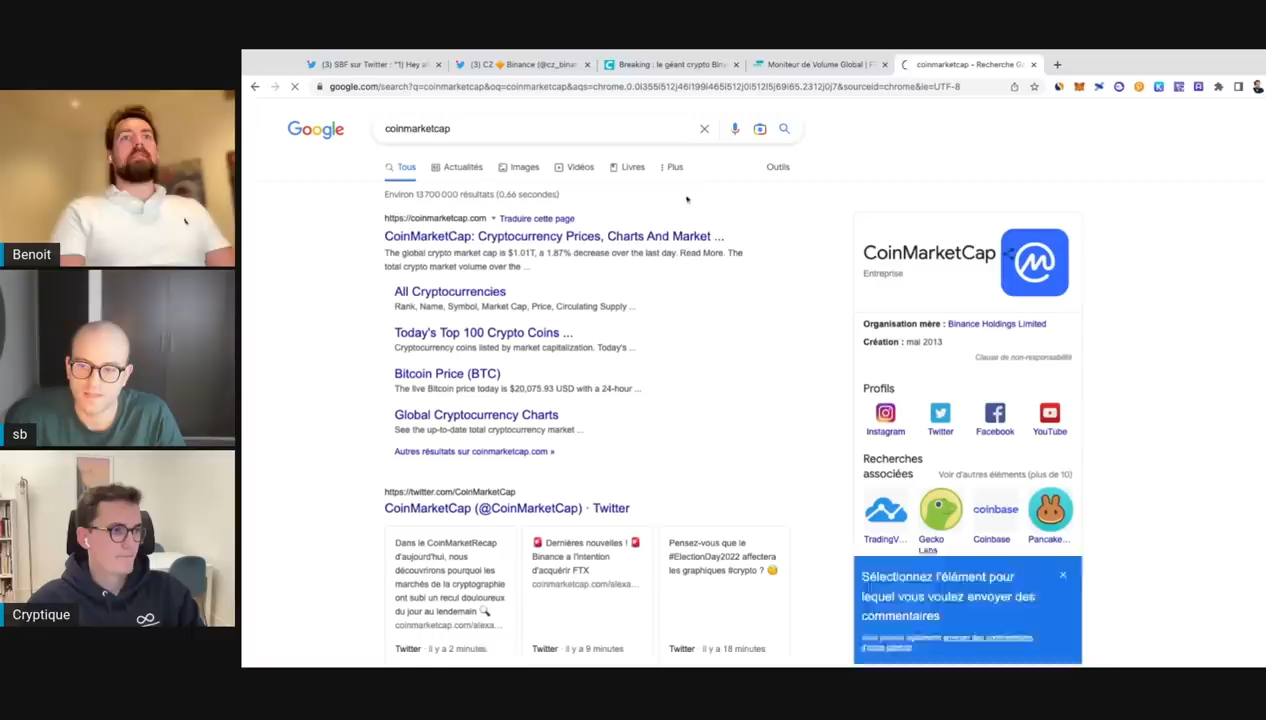 (3) SBF sur Twitter : "1) Hey al
(3) CZ 🔶 Binance (@cz_binan
Breaking : le géant crypto Bina
Moniteur de Volume Global | F
coinmarketcap - Recherche Go
google.com/search?q=coinmarketcap&oq=coinmarketcap&aqs=chrome.0.0i355i512j46i199i465i512j0i512l5j69i65.2312j0j7&sourceid=chrome&ie=UTF-8
Google
coinmarketcap
Tous
Actualités
Images
Vidéos
Livres
Plus
Outils
Environ 13 700 000 résultats (0,66 secondes)
https://coinmarketcap.com Traduire cette page
CoinMarketCap: Cryptocurrency Prices, Charts And Market ...
The global crypto market cap is $1.01T, a 1.87% decrease over the last day. Read More. The
total crypto market volume over the ...
All Cryptocurrencies
Rank, Name, Symbol, Market Cap, Price, Circulating Supply ...
Today's Top 100 Crypto Coins ...
Cryptocurrency coins listed by market capitalization. Today's ...
Bitcoin Price (BTC)
The live Bitcoin price today is $20,075.93 USD with a 24-hour ...
Global Cryptocurrency Charts
See the up-to-date total cryptocurrency market ...
Autres résultats sur coinmarketcap.com »
https://twitter.com/CoinMarketCap
CoinMarketCap (@CoinMarketCap) · Twitter
Dans le CoinMarketRecap
d'aujourd'hui, nous
découvrirons pourquoi les
marchés de la cryptographie
ont subi un recul douloureux
du jour au lendemain 🔍
coinmarketcap.com/alexa...
Twitter · il y a 2 minutes
🚨 Dernières nouvelles ! 🚨
Binance a l'intention
d'acquérir FTX
coinmarketcap.com/alexa...
Twitter · il y a 9 minutes
Pensez-vous que le
#ElectionDay2022 affectera
les graphiques #crypto ? 🧐
Twitter · il y a 18 minutes
CoinMarketCap
Entreprise
Organisation mère : Binance Holdings Limited
Création : mai 2013
Clause de non-responsabilité
Profils
Instagram
Twitter
Facebook
YouTube
Recherches
associées
Voir d'autres éléments (plus de 10)
coinbase
TradingV...
Gecko
Labs
Coinbase
Pancake...
Sélectionnez l'élément pour
lequel vous voulez envoyer des
commentaires
Benoit
sb
Cryptique